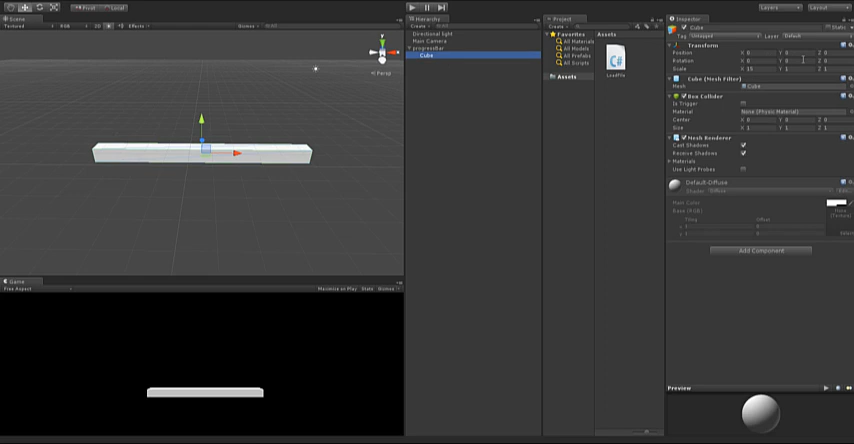 Pivot Local
Layers Layout
Scene
Textured RGB 2D Effects Gizmos
Persp
Game
Free Aspect Maximize on Play Stats Gizmos
Hierarchy
Create
Directional light
Main Camera
progressBar
Cube
Project
Create
Favorites
All Materials
All Models
All Prefabs
All Scripts
Assets
Assets
C#
LoadFile
Inspector
Cube Static
Tag Untagged Layer Default
Transform
Position X 0 Y 0 Z 0
Rotation X 0 Y 0 Z 0
Scale X 15 Y 1 Z 1
Cube (Mesh Filter)
Mesh Cube
Box Collider
Is Trigger
Material None (Physic Material)
Center X 0 Y 0 Z 0
Size X 1 Y 1 Z 1
Mesh Renderer
Cast Shadows
Receive Shadows
Materials
Use Light Probes
Default-Diffuse
Shader Diffuse
Main Color
Base (RGB)
Tiling Offset
Add Component
Preview